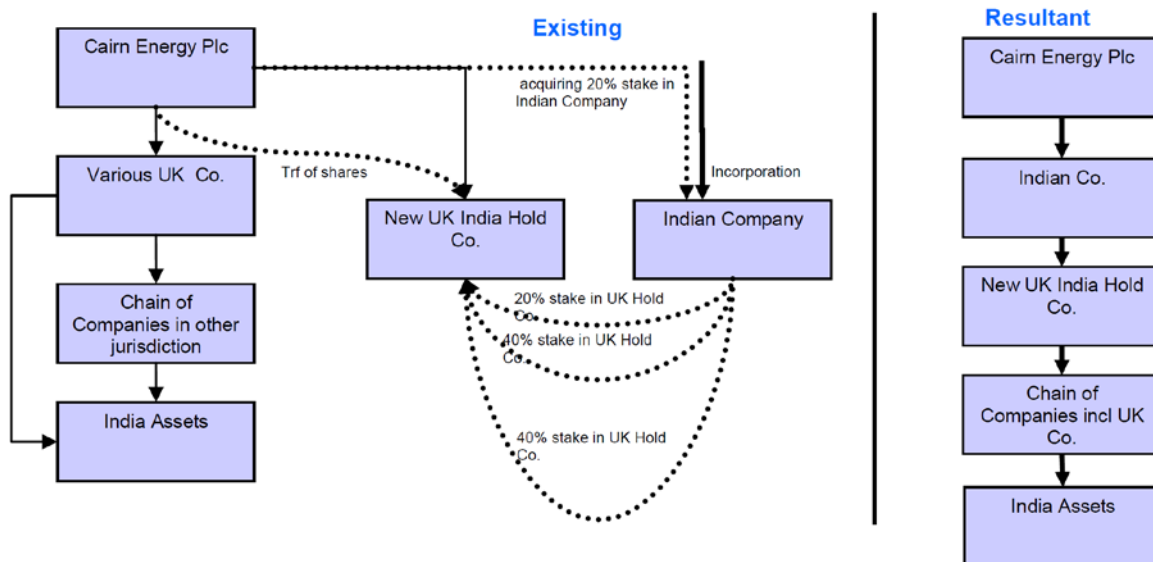 Existing
Resultant
Cairn Energy Plc
acquiring 20% stake in
Indian Company
Trf of shares
Incorporation
Various UK Co.
New UK India Hold
Co.
Indian Company
20% stake in UK Hold
Co.
40% stake in UK Hold
Co.
40% stake in UK Hold
Co.
Chain of
Companies in other
jurisdiction
India Assets
Cairn Energy Plc
Indian Co.
New UK India Hold
Co.
Chain of
Companies incl UK
Co.
India Assets